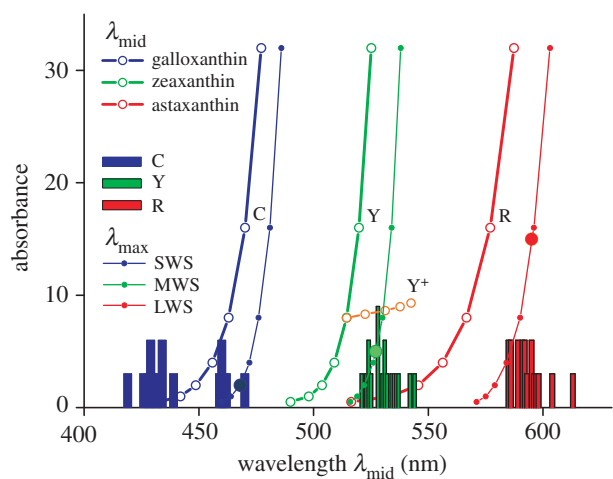 λmid
galloxanthin
zeaxanthin
astaxanthin
C
Y
R
λmax
SWS
MWS
LWS
C
Y
R
Y+
absorbance
30
20
10
0
400
450
500
550
600
wavelength λmid (nm)